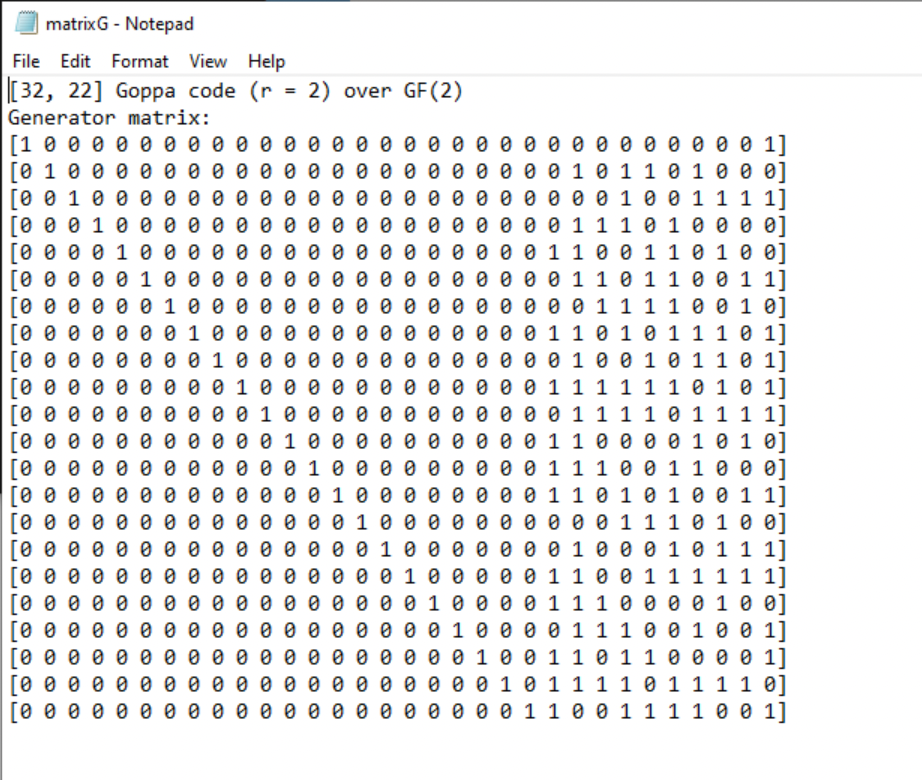 matrixG - Notepad
File Edit Format View Help
[32, 22] Goppa code (r = 2) over GF(2)
Generator matrix:
[1 0 0 0 0 0 0 0 0 0 0 0 0 0 0 0 0 0 0 0 0 0 0 0 0 0 0 0 0 0 0 1]
[0 1 0 0 0 0 0 0 0 0 0 0 0 0 0 0 0 0 0 0 0 0 0 1 0 1 1 0 1 0 0 0]
[0 0 1 0 0 0 0 0 0 0 0 0 0 0 0 0 0 0 0 0 0 0 0 0 0 1 0 0 1 1 1 1]
[0 0 0 1 0 0 0 0 0 0 0 0 0 0 0 0 0 0 0 0 0 0 0 1 1 1 0 1 0 0 0 0]
[0 0 0 0 1 0 0 0 0 0 0 0 0 0 0 0 0 0 0 0 0 0 1 1 0 0 1 1 0 1 0 0]
[0 0 0 0 0 1 0 0 0 0 0 0 0 0 0 0 0 0 0 0 0 0 0 1 1 0 1 1 0 0 1 1]
[0 0 0 0 0 0 1 0 0 0 0 0 0 0 0 0 0 0 0 0 0 0 0 0 1 1 1 1 0 0 1 0]
[0 0 0 0 0 0 0 1 0 0 0 0 0 0 0 0 0 0 0 0 0 0 1 1 0 1 0 1 1 1 0 1]
[0 0 0 0 0 0 0 0 1 0 0 0 0 0 0 0 0 0 0 0 0 0 0 1 0 0 1 0 1 1 0 1]
[0 0 0 0 0 0 0 0 0 1 0 0 0 0 0 0 0 0 0 0 0 0 1 1 1 1 1 1 0 1 0 1]
[0 0 0 0 0 0 0 0 0 0 1 0 0 0 0 0 0 0 0 0 0 0 0 1 1 1 1 0 1 1 1 1]
[0 0 0 0 0 0 0 0 0 0 0 1 0 0 0 0 0 0 0 0 0 0 1 1 0 0 0 0 1 0 1 0]
[0 0 0 0 0 0 0 0 0 0 0 0 1 0 0 0 0 0 0 0 0 0 1 1 1 0 0 1 1 0 0 0]
[0 0 0 0 0 0 0 0 0 0 0 0 0 1 0 0 0 0 0 0 0 0 1 1 0 1 0 1 0 0 1 1]
[0 0 0 0 0 0 0 0 0 0 0 0 0 0 1 0 0 0 0 0 0 0 0 0 0 1 1 1 0 1 0 0]
[0 0 0 0 0 0 0 0 0 0 0 0 0 0 0 1 0 0 0 0 0 0 0 1 0 0 0 1 0 1 1 1]
[0 0 0 0 0 0 0 0 0 0 0 0 0 0 0 0 1 0 0 0 0 0 1 1 0 0 1 1 1 1 1 1]
[0 0 0 0 0 0 0 0 0 0 0 0 0 0 0 0 0 1 0 0 0 0 1 1 1 0 0 0 0 1 0 0]
[0 0 0 0 0 0 0 0 0 0 0 0 0 0 0 0 0 0 1 0 0 0 0 1 1 1 0 0 1 0 0 1]
[0 0 0 0 0 0 0 0 0 0 0 0 0 0 0 0 0 0 0 1 0 0 1 1 0 1 1 0 0 0 0 1]
[0 0 0 0 0 0 0 0 0 0 0 0 0 0 0 0 0 0 0 0 1 0 1 1 1 1 0 1 1 1 1 0]
[0 0 0 0 0 0 0 0 0 0 0 0 0 0 0 0 0 0 0 0 0 1 1 0 0 1 1 1 1 0 0 1]